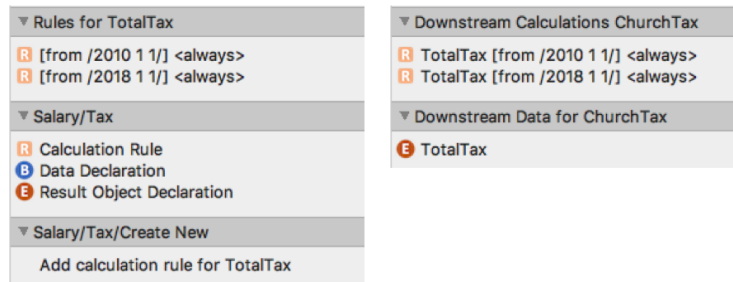 Rules for TotalTax
R [from /2010 1 1/] <always>
R [from /2018 1 1/] <always>
Salary/Tax
R Calculation Rule
B Data Declaration
E Result Object Declaration
Salary/Tax/Create New
Add calculation rule for TotalTax
Downstream Calculations ChurchTax
R TotalTax [from /2010 1 1/] <always>
R TotalTax [from /2018 1 1/] <always>
Downstream Data for ChurchTax
E TotalTax